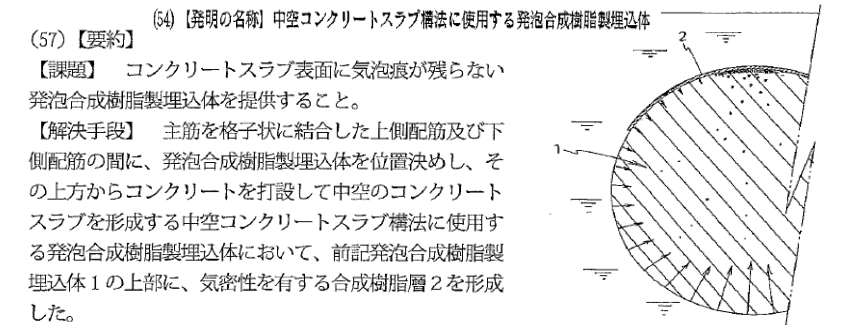 (54)【発明の名称】中空コンクリートスラブ構法に使用する発泡合成樹脂製埋込体
(57)【要約】
【課題】　コンクリートスラブ表面に気泡痕が残らない
発泡合成樹脂製埋込体を提供すること。
【解決手段】　主筋を格子状に結合した上側配筋及び下
側配筋の間に、発泡合成樹脂製埋込体を位置決めし、そ
の上方からコンクリートを打設して中空のコンクリート
スラブを形成する中空コンクリートスラブ構法に使用す
る発泡合成樹脂製埋込体において、前記発泡合成樹脂製
埋込体１の上部に、気密性を有する合成樹脂層２を形成
した。
2
1